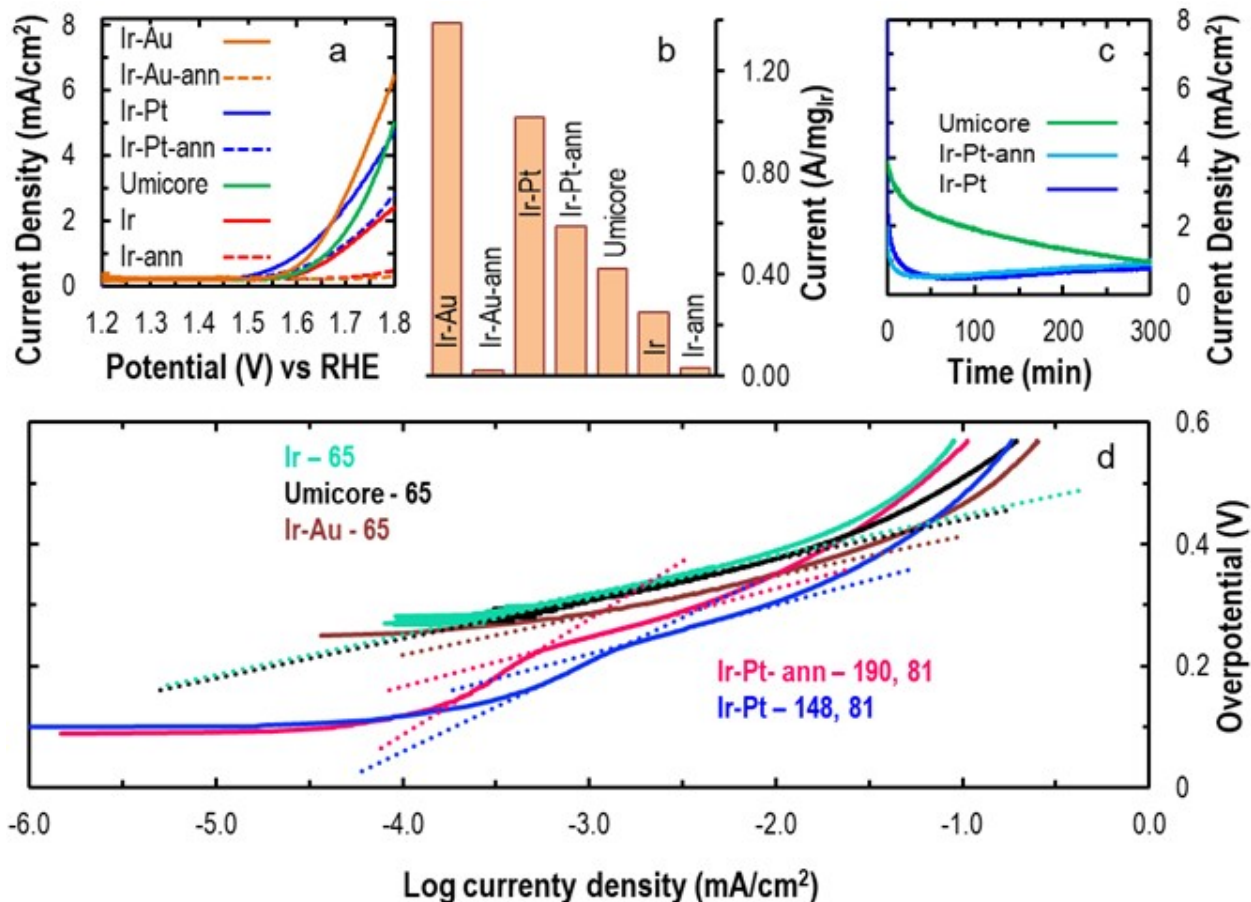 Current Density (mA/cm²)
8
6
4
2
0
Ir-Au
Ir-Au-ann
Ir-Pt
Ir-Pt-ann
Umicore
Ir
Ir-ann
a
1.2 1.3 1.4 1.5 1.6 1.7 1.8
Potential (V) vs RHE
b
Ir-Au
Ir-Au-ann
Ir-Pt
Ir-Pt-ann
Umicore
Ir
Ir-ann
1.20
0.80
0.40
0.00
Current (A/mgIr)
c
Umicore
Ir-Pt-ann
Ir-Pt
8
6
4
2
0
Current Density (mA/cm²)
0 100 200 300
Time (min)
d
Ir – 65
Umicore - 65
Ir-Au - 65
Ir-Pt- ann – 190, 81
Ir-Pt – 148, 81
0.6
0.4
0.2
0
Overpotential (V)
-6.0 -5.0 -4.0 -3.0 -2.0 -1.0 0.0
Log currenty density (mA/cm²)